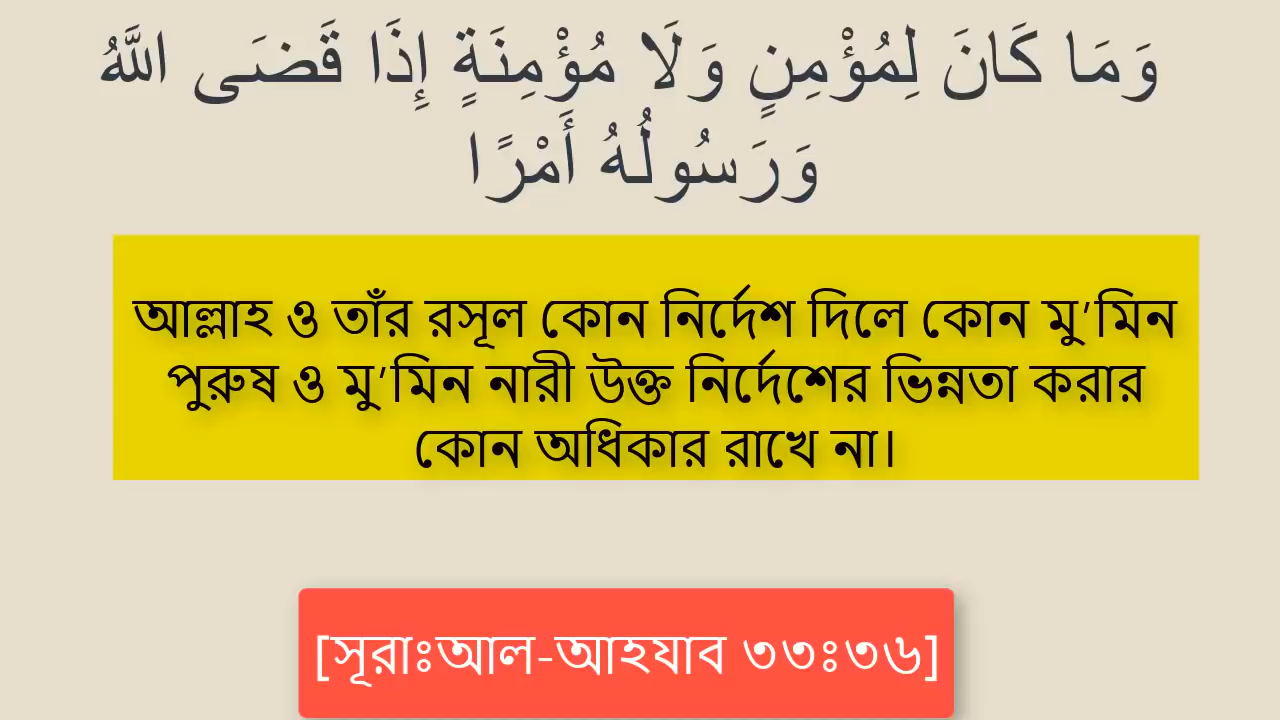 وَمَا كَانَ لِمُؤْمِنٍ وَلَا مُؤْمِنَةٍ إِذَا قَضَى اللَّهُ
وَرَسُولُهُ أَمْرًا
আল্লাহ ও তাঁর রসূল কোন নির্দেশ দিলে কোন মু’মিন
পুরুষ ও মু’মিন নারী উক্ত নির্দেশের ভিন্নতা করার
কোন অধিকার রাখে না।
[সূরাঃআল-আহযাব ৩৩ঃ৩৬]